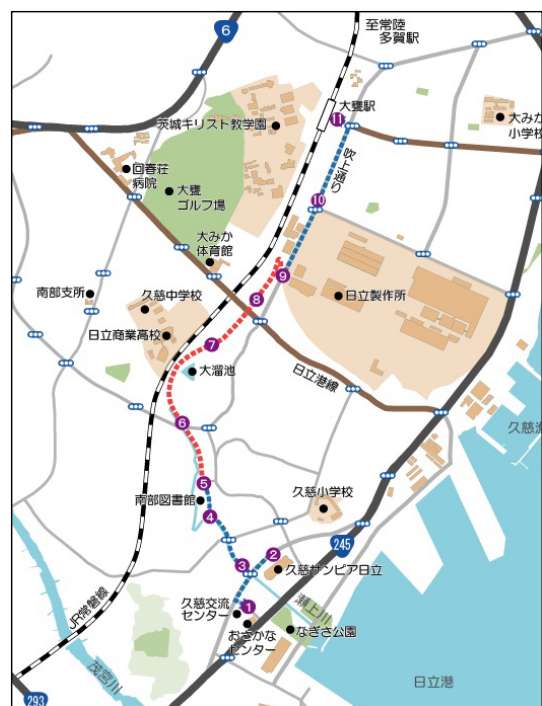 6
至常陸
多賀駅
大甕駅
11
茨城キリスト教学園
大みか
小学校
吹上通り
回春荘
病院
大甕
ゴルフ場
10
大みか
体育館
9
南部支所
久慈中学校
8
日立製作所
日立商業高校
7
大溜池
日立港線
6
久慈漁
5
南部図書館
4
久慈小学校
245
3
2
久慈サンピア日立
JR常磐線
1
久慈交流
センター
おさかな
センター
瀬上川
なぎさ公園
茂宮川
日立港
293